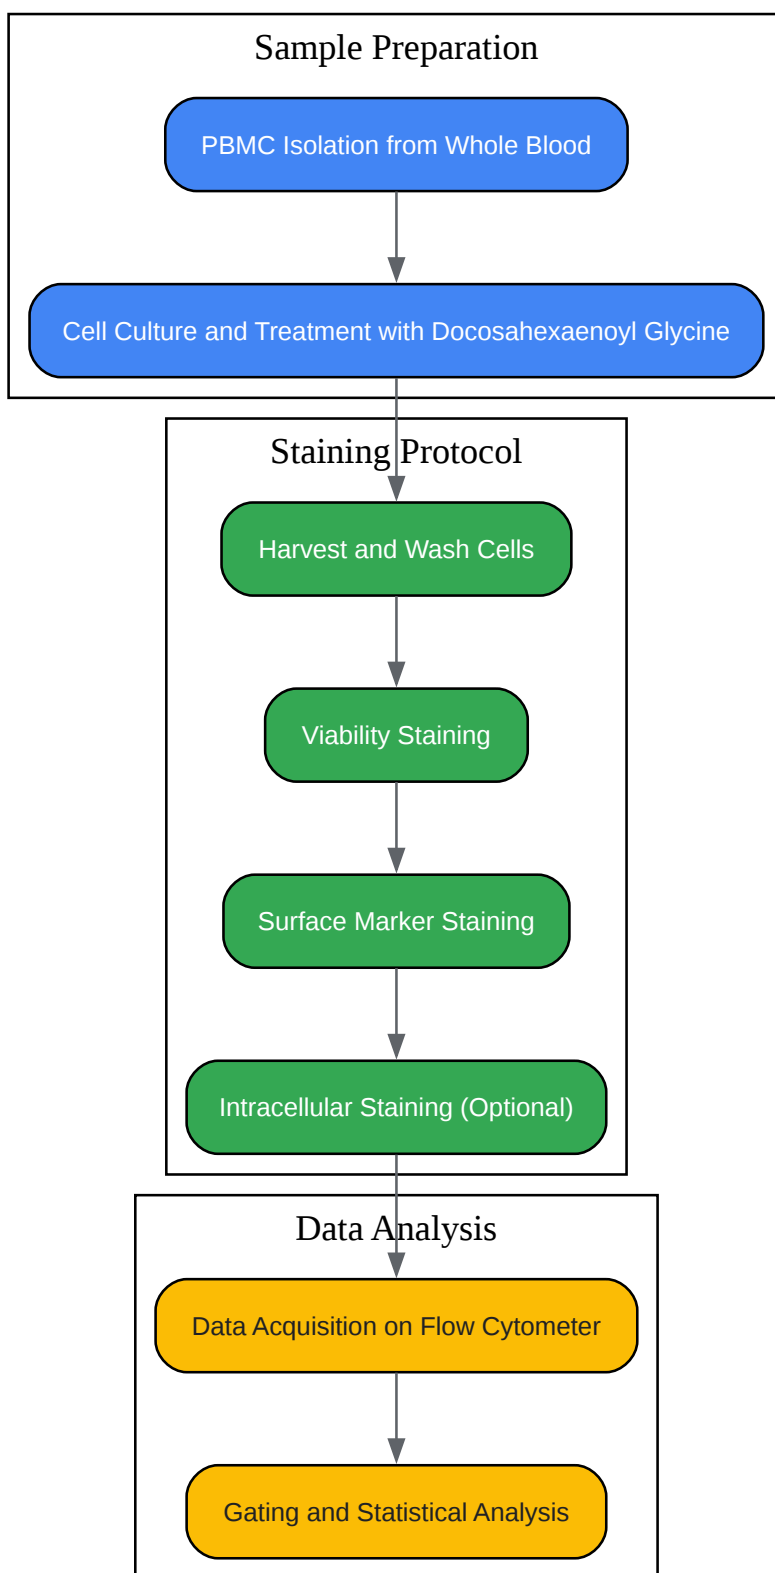 Sample Preparation
PBMC Isolation from Whole Blood
Cell Culture and Treatment with Docosahexaenoyl Glycine
Staining Protocol
Harvest and Wash Cells
Viability Staining
Surface Marker Staining
Intracellular Staining (Optional)
Data Analysis
Data Acquisition on Flow Cytometer
Gating and Statistical Analysis